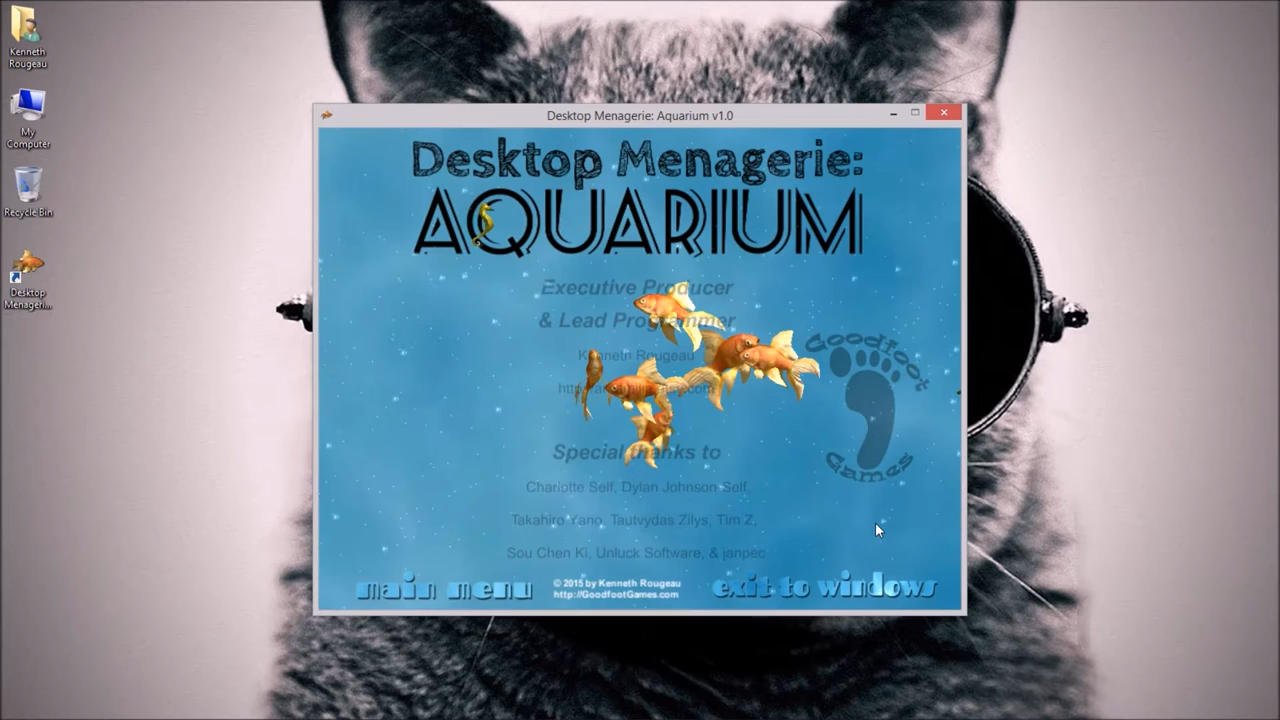 Kenneth
Rougeau
My
Computer
Recycle Bin
Desktop
Menageri...
Desktop Menagerie: Aquarium v1.0
Desktop Menagerie:
AQUARIUM
Executive Producer
& Lead Programmer
Kenneth Rougeau
Goodfoot
Games
Special thanks to
Charlotte Self, Dylan Johnson-Self,
Takahiro Yano, Tautvydas Zilys, Tim Z,
Sou Chen Ki, Unluck Software, & janpec
main menu
© 2015 by Kenneth Rougeau
http://GoodfootGames.com
exit to windows